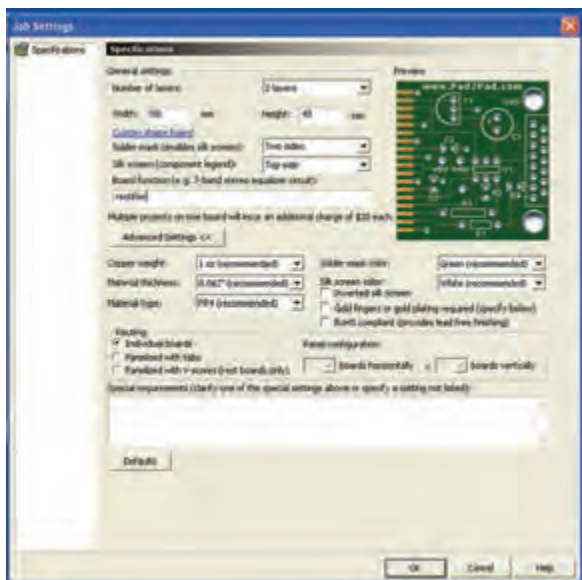 Job Settings
Specifications
Specifications
General settings:
Preview
Number of layers:
2 layers
www.Pad2Pad.com
Width:
mm
Height:
mm
Custom shape board
Solder mask (enables silk screen):
Two sides
Silk screen (component legend):
Top side
Board function (e.g. 7-band stereo equalizer circuit):
rectifier
Multiple projects on one board will incur an additional charge of $20 each.
Advanced Settings <<
Copper weight:
1 oz (recommended)
Solder mask color:
Green (recommended)
Material thickness:
0.062" (recommended)
Silk screen color:
White (recommended)
Material type:
FR4 (recommended)
Inverted silk screen
Gold fingers or gold plating required (specify below)
RoHS compliant (provides lead free finishing)
Routing
Individual boards
Panel configuration:
Panelized with tabs
boards horizontally x
boards vertically
Panelized with V-scores (rect boards only)
Special requirements (clarify one of the special settings above or specify a setting not listed):
Defaults
OK
Cancel
Help